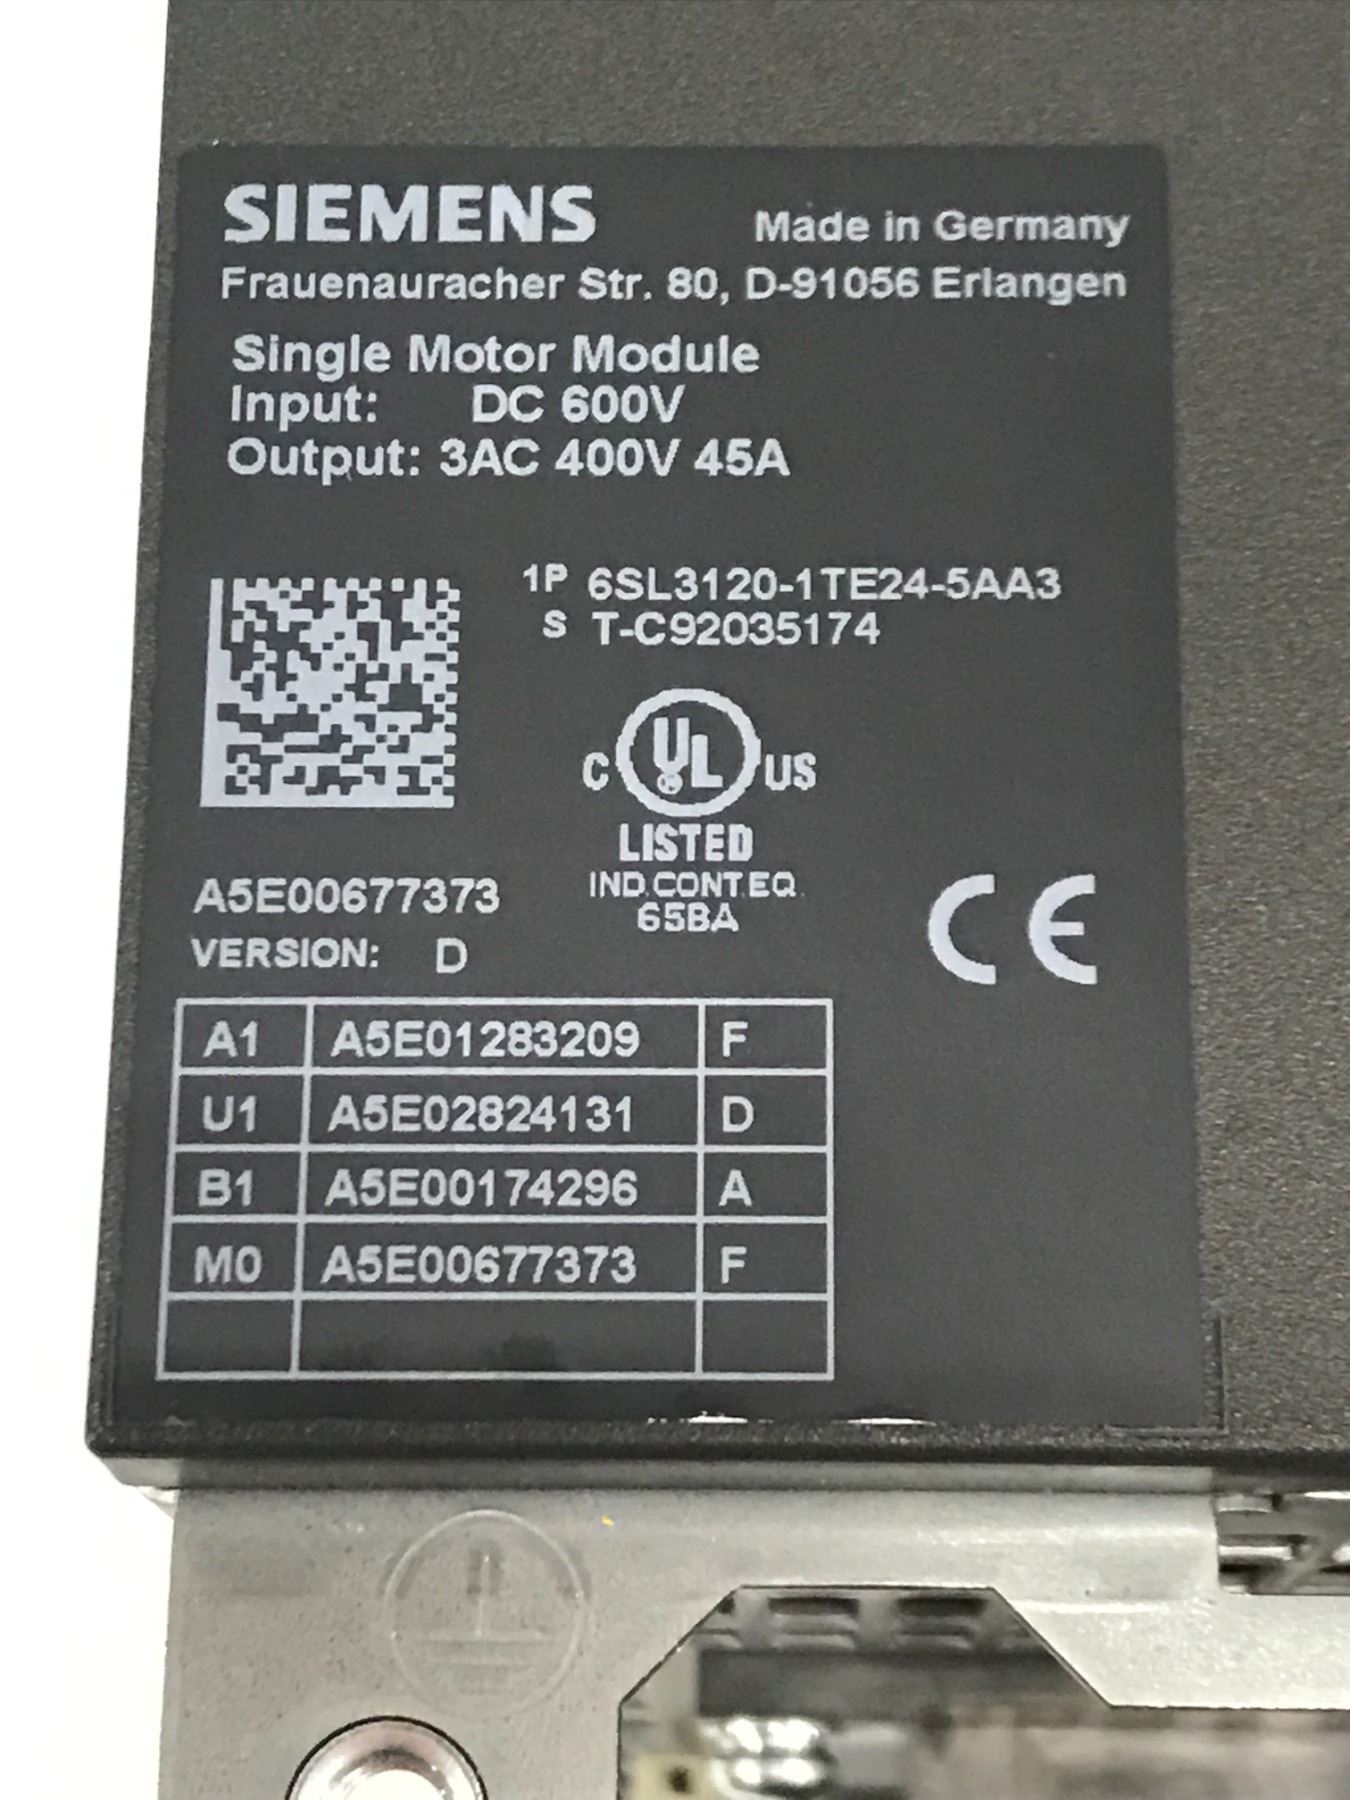 SIEMENS Made in Germany
Frauenauracher Str. 80, D-91056 Erlangen
Single Motor Module
Input: DC 600V
Output: 3AC 400V 45A
1P 6SL3120-1TE24-5AA3
S T-C92035174
C UL US
LISTED
IND.CONT.EQ.
65BA
CE
A5E00677373
VERSION: D
A1 A5E01283209 F
U1 A5E02824131 D
B1 A5E00174296 A
M0 A5E00677373 F